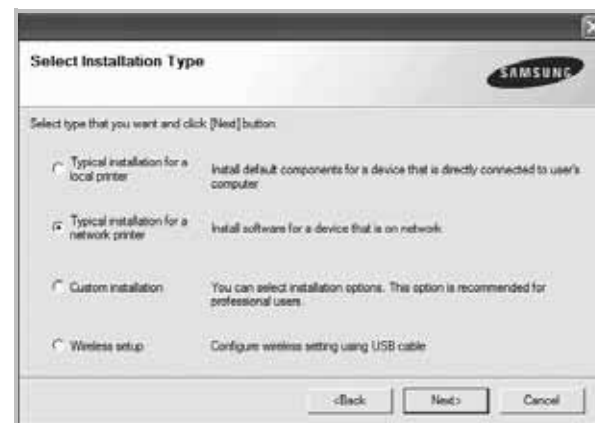 Select Installation Type
SAMSUNG
Select type that you want and click [Next] button
Typical installation for a
local printer
Install default components for a device that is directly connected to user's
computer
Typical installation for a
network printer
Install software for a device that is on network
Custom installation
You can select installation options. This option is recommended for
professional users.
Wireless setup
Configure wireless setting using USB cable
<Back
Next>
Cancel